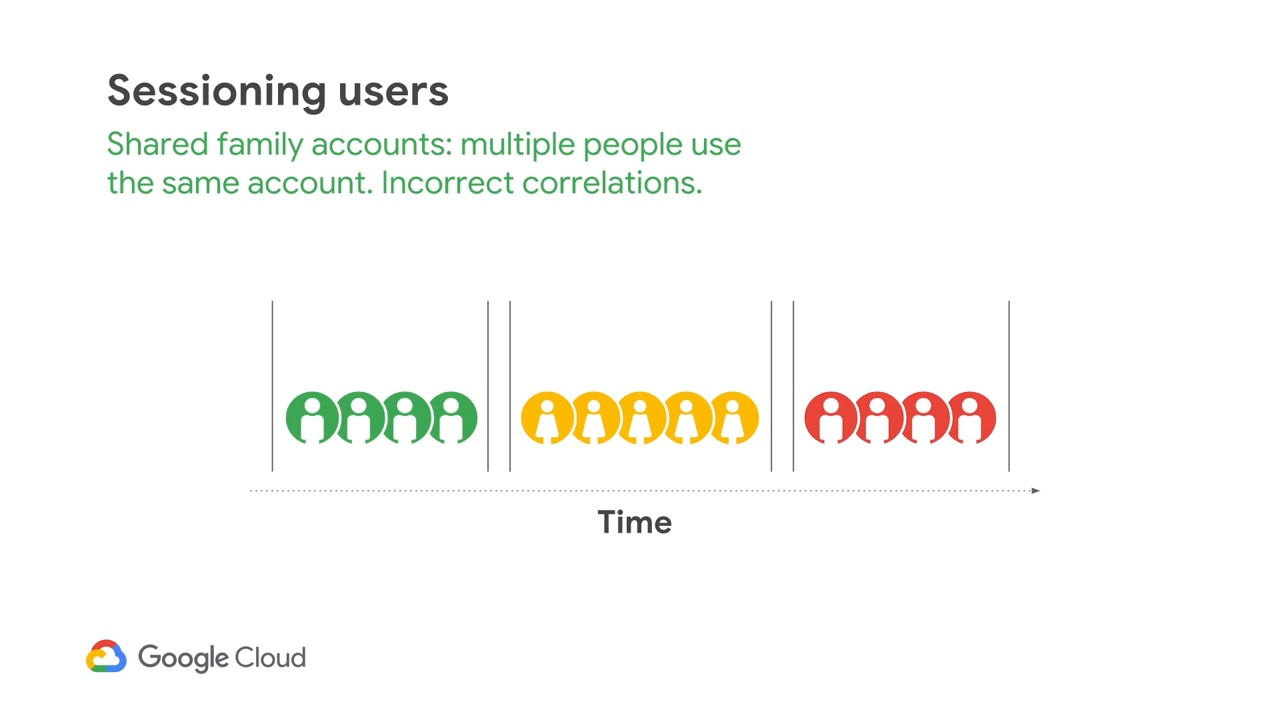 Sessioning users
Shared family accounts: multiple people use
the same account. Incorrect correlations.
Time
Google Cloud